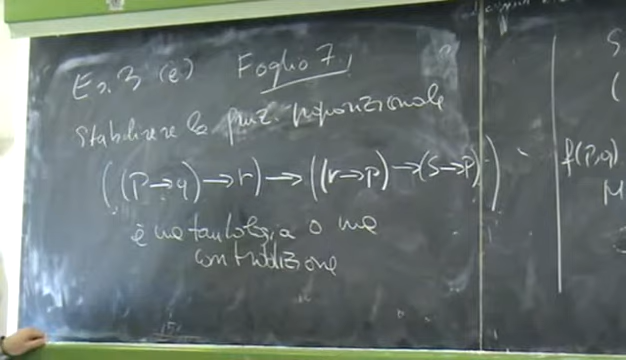 Es. 3 (e) Foglio 7,
Stabilire se la funz. proposizionale
((p→q)→r)→((r→p)→(s→p))
è una tautologia o una
contraddizione
S
(
f(p,q)
M